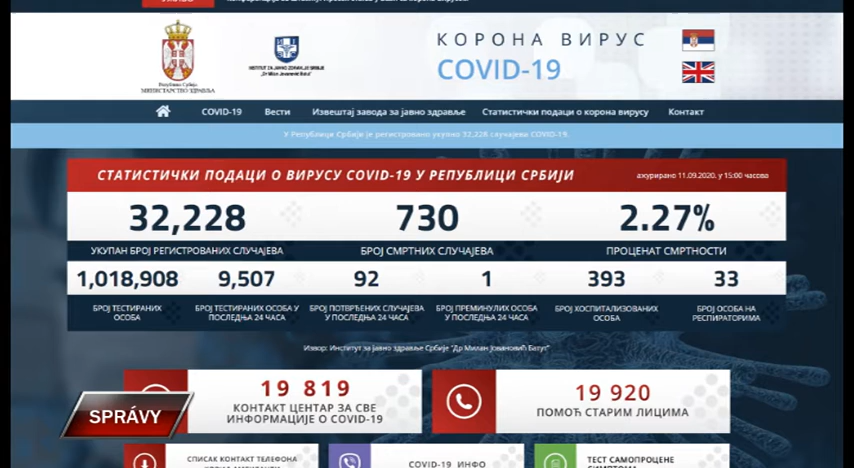 Република Србија
МИНИСТАРСТВО ЗДРАВЉА
КОРОНА ВИРУС
COVID-19
COVID-19 Вести Извештај завода за јавно здравље Статистички подаци о корона вирусу Контакт
У Републици Србији је регистровано укупно 32,228 случајева COVID-19.
СТАТИСТИЧКИ ПОДАЦИ О ВИРУСУ COVID-19 У РЕПУБЛИЦИ СРБИЈИ
ажурирано 11.09.2020, у 15:00 часова
32,228 730 2.27%
УКУПАН БРОЈ РЕГИСТРОВАНИХ СЛУЧАЈЕВА БРОЈ СМРТНИХ СЛУЧАЈЕВА ПРОЦЕНАТ СМРТНОСТИ
1,018,908 9,507 92 1 393 33
БРОЈ ТЕСТИРАНИХ ОСОБА
БРОЈ ТЕСТИРАНИХ ОСОБА У ПОСЛЕДЊА 24 ЧАСА
БРОЈ ПОТВРЂЕНИХ СЛУЧАЈЕВА У ПОСЛЕДЊА 24 ЧАСА
БРОЈ ПРЕМИНУЛИХ ОСОБА У ПОСЛЕДЊА 24 ЧАСА
БРОЈ ХОСПИТАЛИЗОВАНИХ ОСОБА
БРОЈ ОСОБА НА РЕСПИРАТОРИМА
Извор: Институт за јавно здравље Србије "Др Милан Јовановић Батут"
19 819
КОНТАКТ ЦЕНТАР ЗА СВЕ
ИНФОРМАЦИЈЕ О COVID-19
19 920
ПОМОЋ СТАРИМ ЛИЦИМА
SPRÁVY
СПИСАК КОНТАКТ ТЕЛЕФОНА
COVID-19 ИНФО
ТЕСТ САМОПРОЦЕНЕ